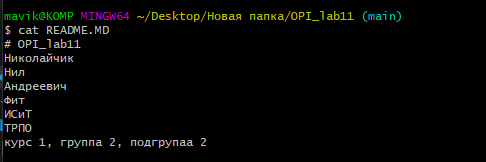 mavik@KOMP MINGW64 ~/Desktop/Новая папка/OPI_lab11 (main)
$ cat README.MD
# OPI_lab11
Николайчик
Нил
Андреевич
Фит
ИСиТ
ТРПО
курс 1, группа 2, подгрупаа 2